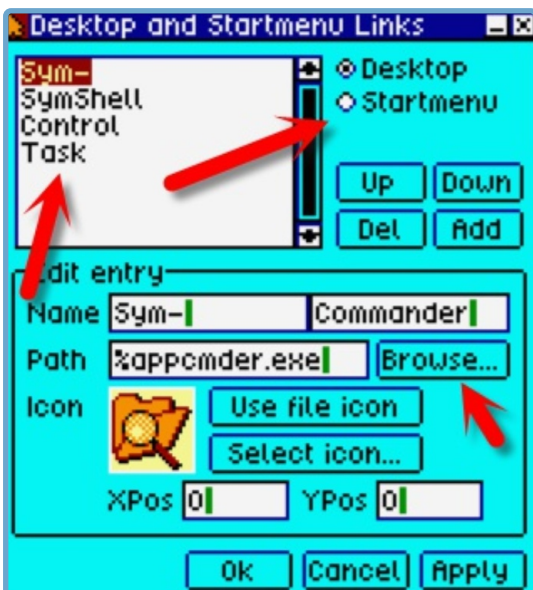 Desktop and Startmenu Links
Sym-
SymShell
Control
Task
Desktop
Startmenu
Up Down
Del Add
Edit entry
Name Sym- Commander
Path %appcmder.exe Browse...
Icon Use file icon
Select icon...
XPos 0 YPos 0
Ok Cancel Apply